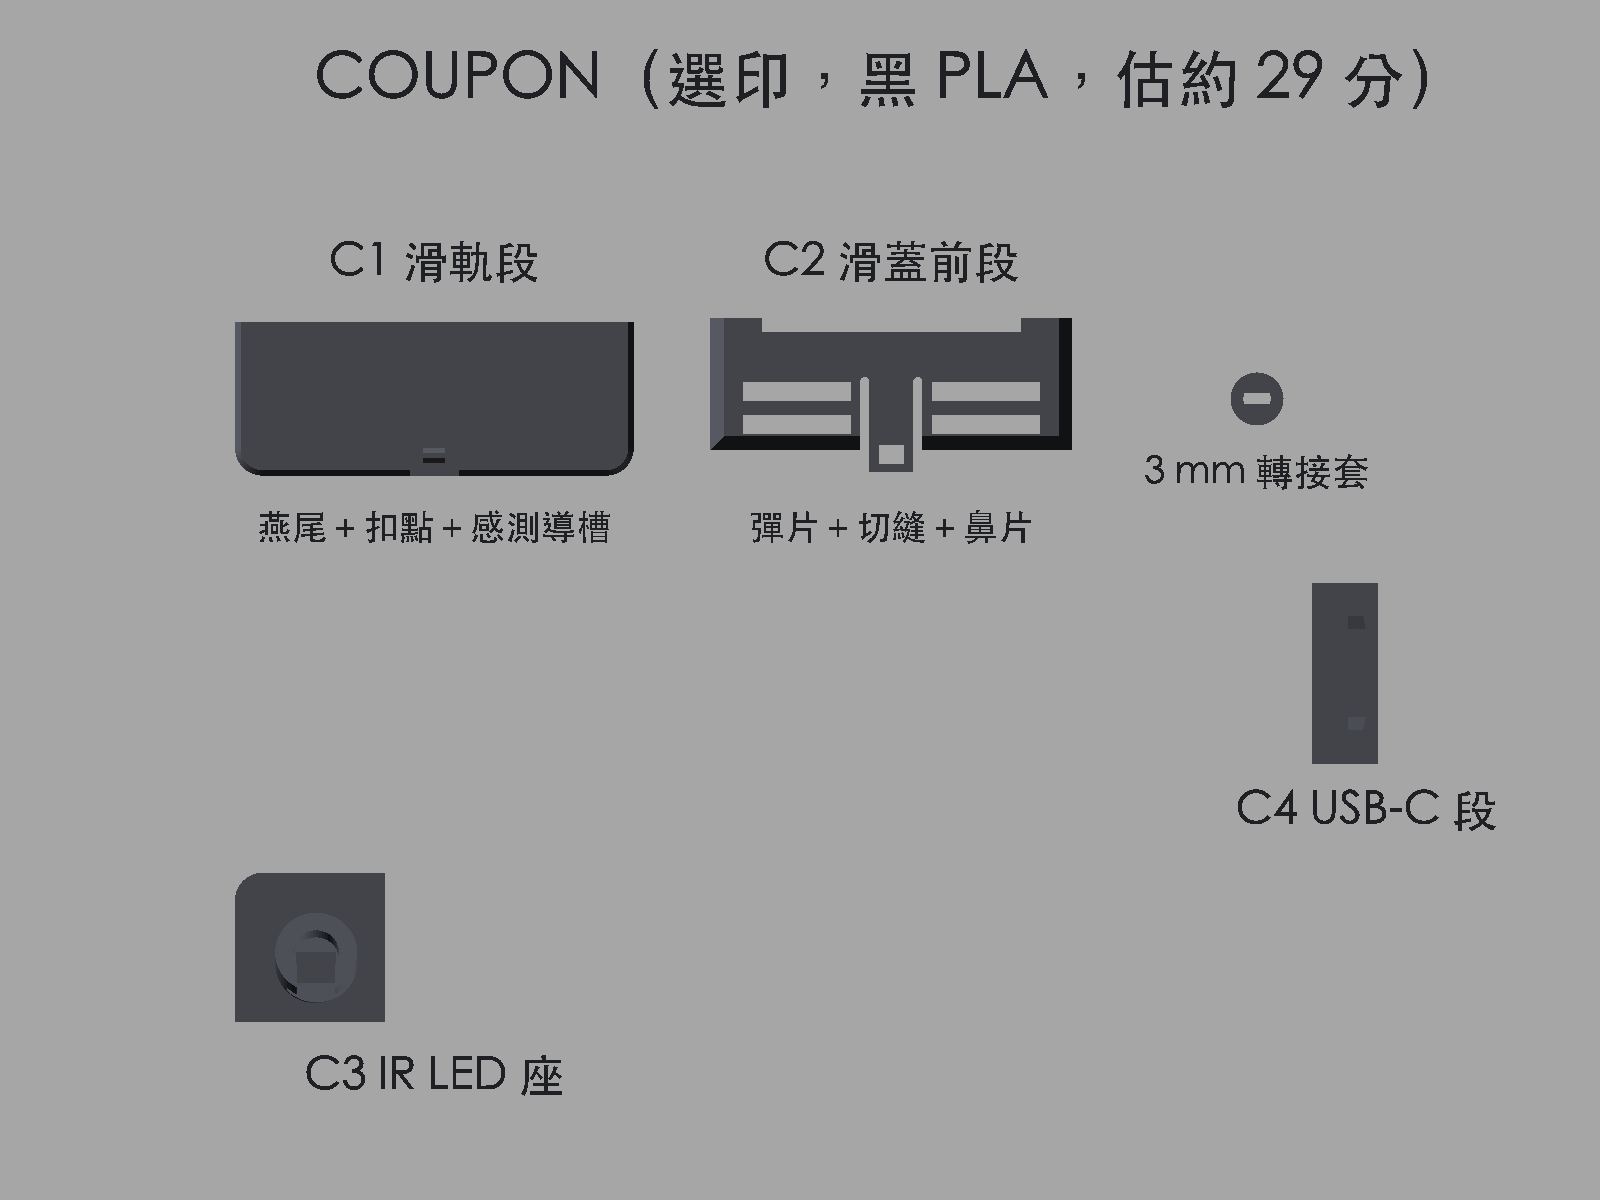 COUPON（選印，黑 PLA，估約 29 分）
C1 滑軌段
C2 滑蓋前段
3 mm 轉接套
燕尾 + 扣點 + 感測導槽
彈片 + 切縫 + 鼻片
C4 USB-C 段
C3 IR LED 座